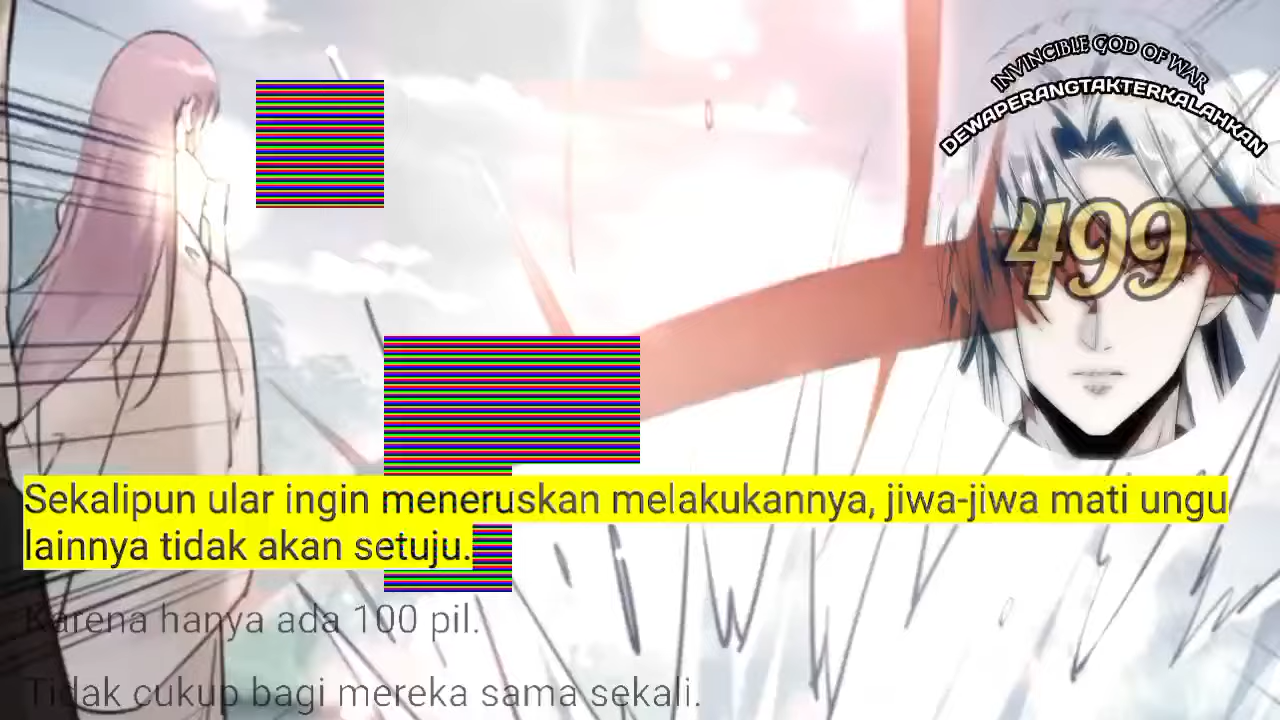 INVINCIBLE GOD OF WAR
DEWAPERANGTAKTERKALAHKAN
499
Sekalipun ular ingin meneruskan melakukannya, jiwa-jiwa mati ungu
lainnya tidak akan setuju.
Karena hanya ada 100 pil.
Tidak cukup bagi mereka sama sekali.